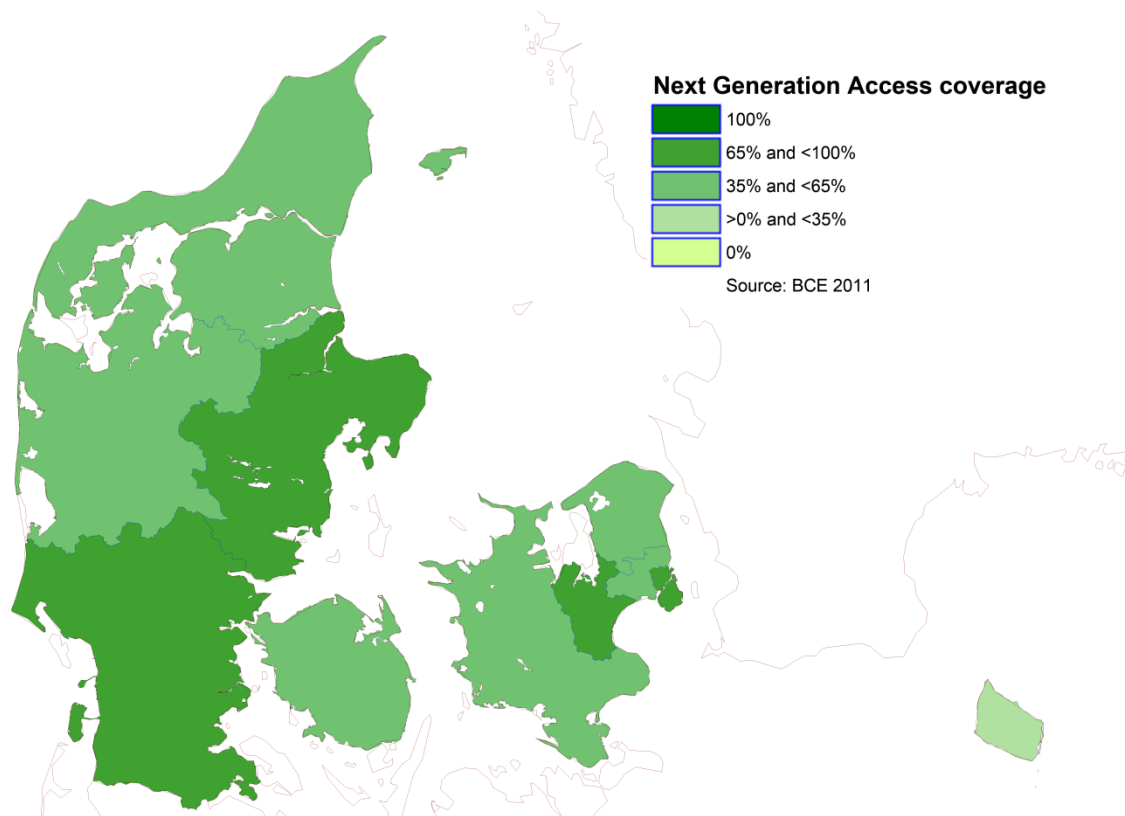 Next Generation Access coverage
100%
65% and <100%
35% and <65%
>0% and <35%
0%
Source: BCE 2011